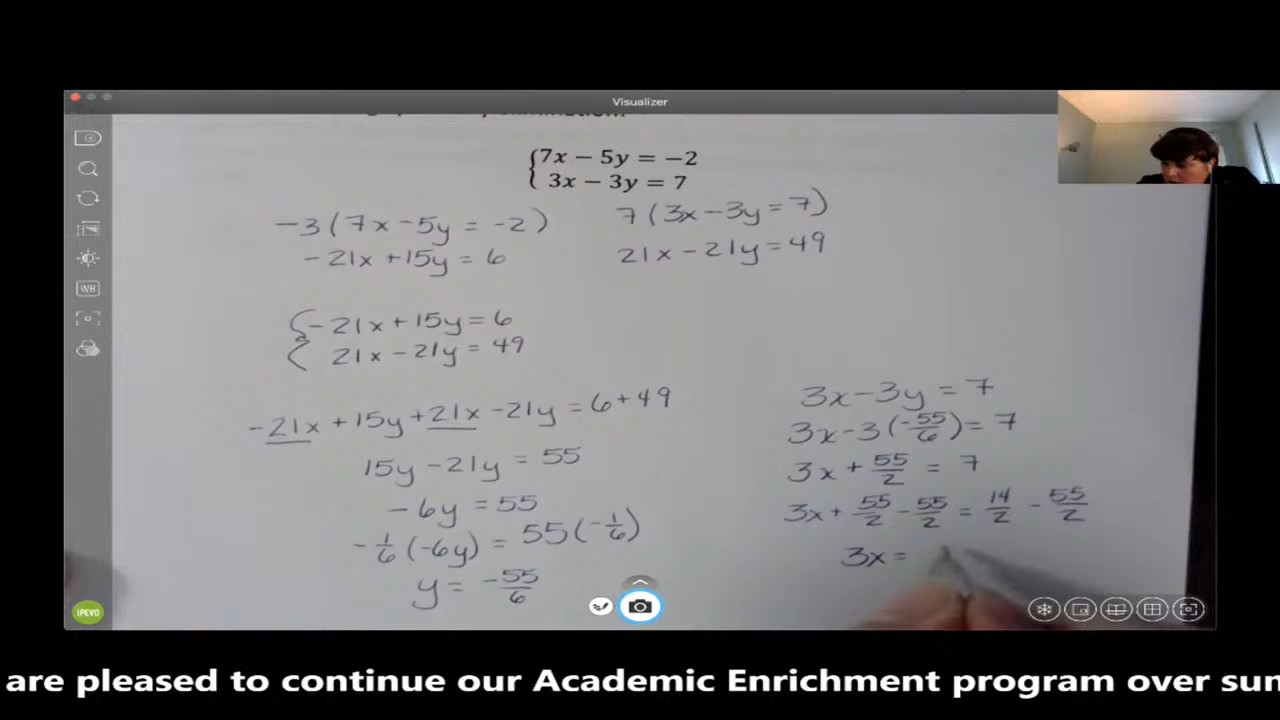 Visualizer
elimination.
7x − 5y = −2
3x − 3y = 7
-3(7x-5y = -2)
-21x+15y = 6
7(3x-3y=7)
21x-21y=49
-21x+15y=6
21x-21y=49
-21x+15y+21x-21y=6+49
15y-21y=55
-6y=55
-1/6(-6y)=55(-1/6)
y=-55/6
3x-3y=7
3x-3(-55/6)=7
3x+55/2=7
3x+55/2-55/2=14/2-55/2
3x=
WB
iPEVO
are pleased to continue our Academic Enrichment program over sum